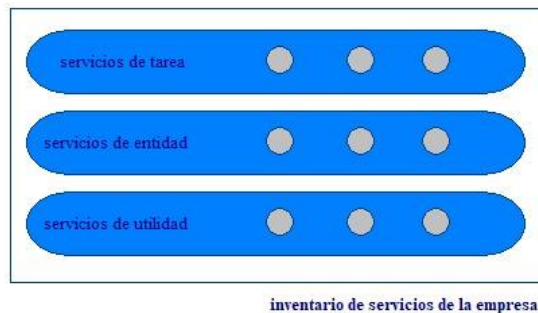 servicios de tarea
servicios de entidad
servicios de utilidad
inventario de servicios de la empresa